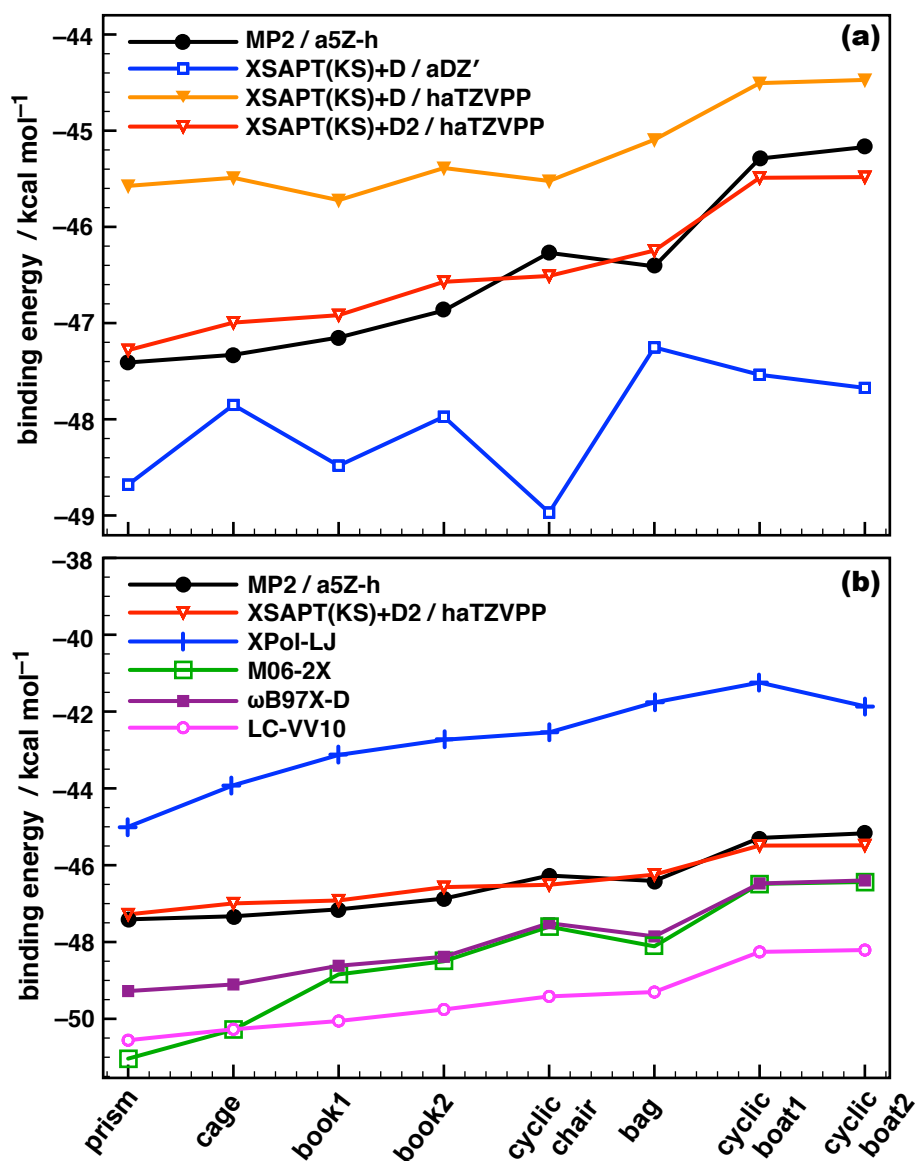 (a)
MP2 / a5Z-h
XSAPT(KS)+D / aDZ′
XSAPT(KS)+D / haTZVPP
XSAPT(KS)+D2 / haTZVPP
−44
−45
−46
−47
−48
−49
binding energy / kcal mol⁻¹
(b)
MP2 / a5Z-h
XSAPT(KS)+D2 / haTZVPP
XPol-LJ
M06-2X
ωB97X-D
LC-VV10
−38
−40
−42
−44
−46
−48
−50
binding energy / kcal mol⁻¹
prism
cage
book1
book2
cyclic
chair
bag
cyclic
boat1
cyclic
boat2